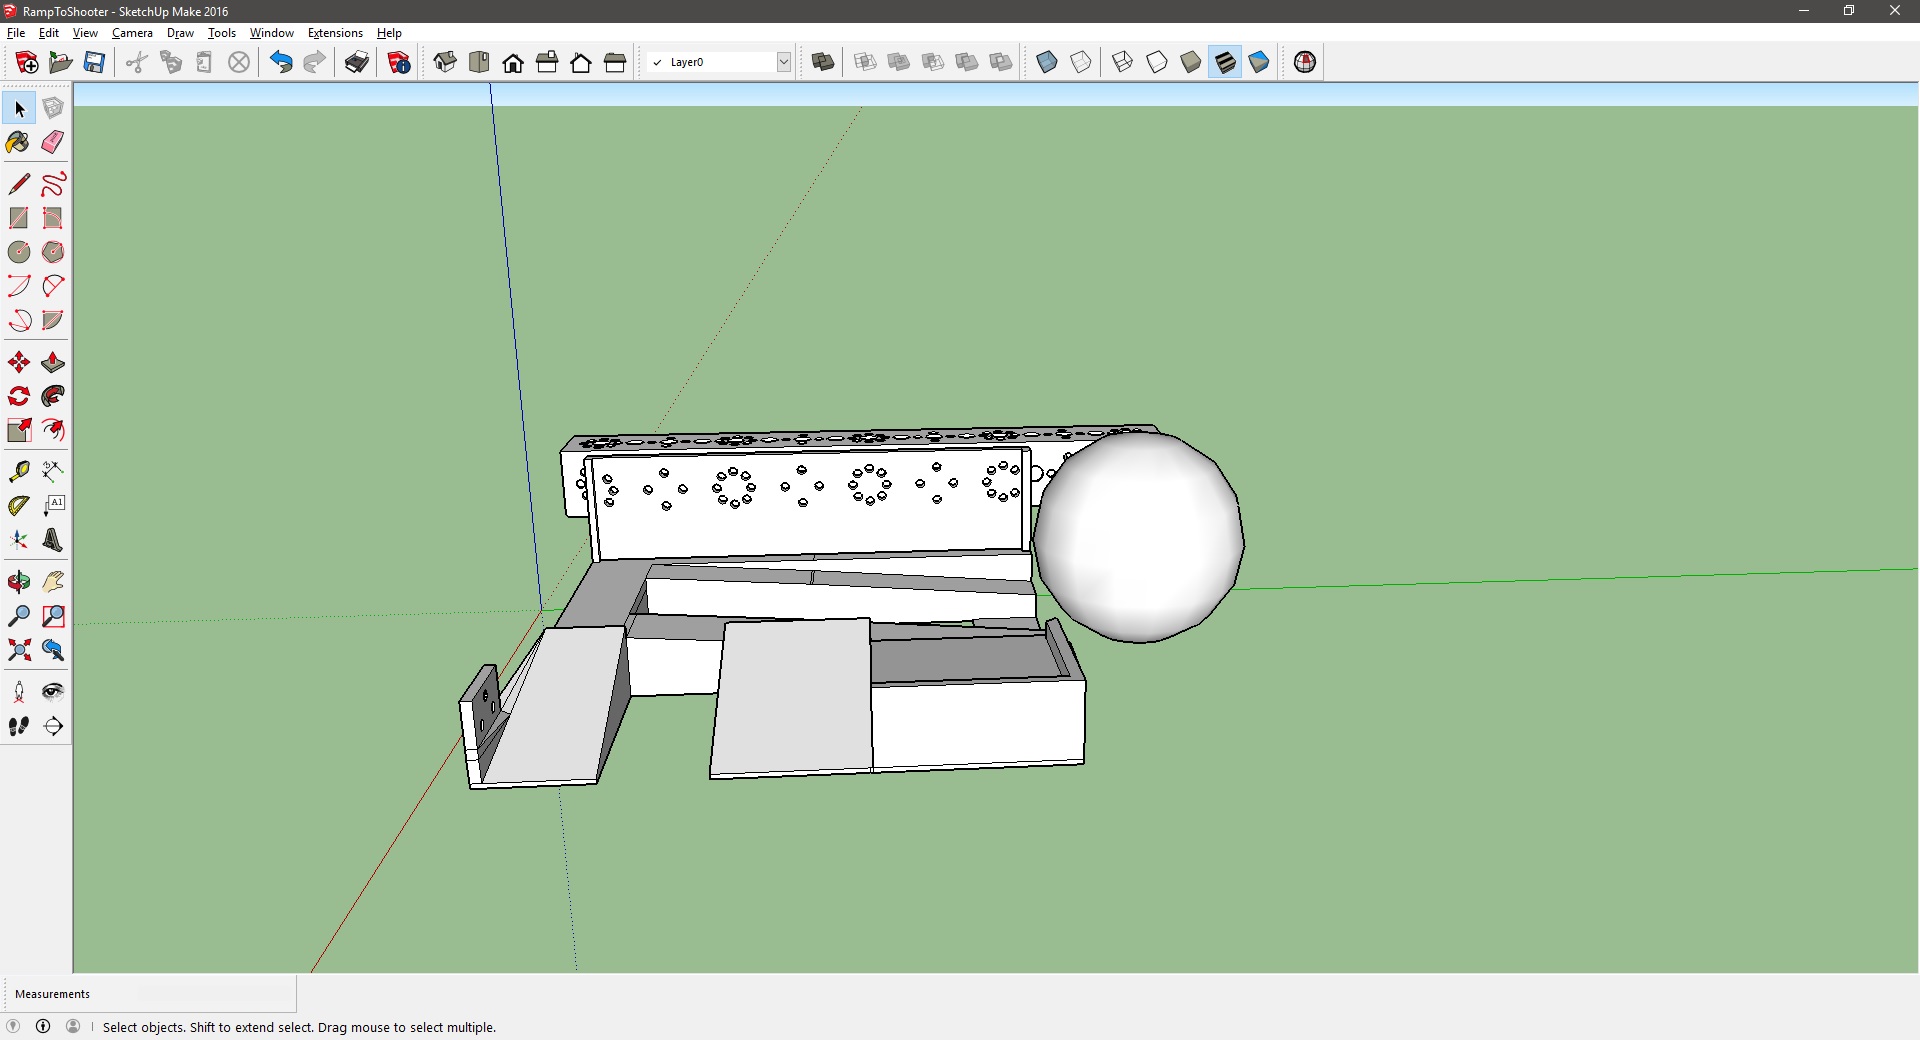 RampToShooter - SketchUp Make 2016
File Edit View Camera Draw Tools Window Extensions Help
Layer0
A1
Measurements
Select objects. Shift to extend select. Drag mouse to select multiple.